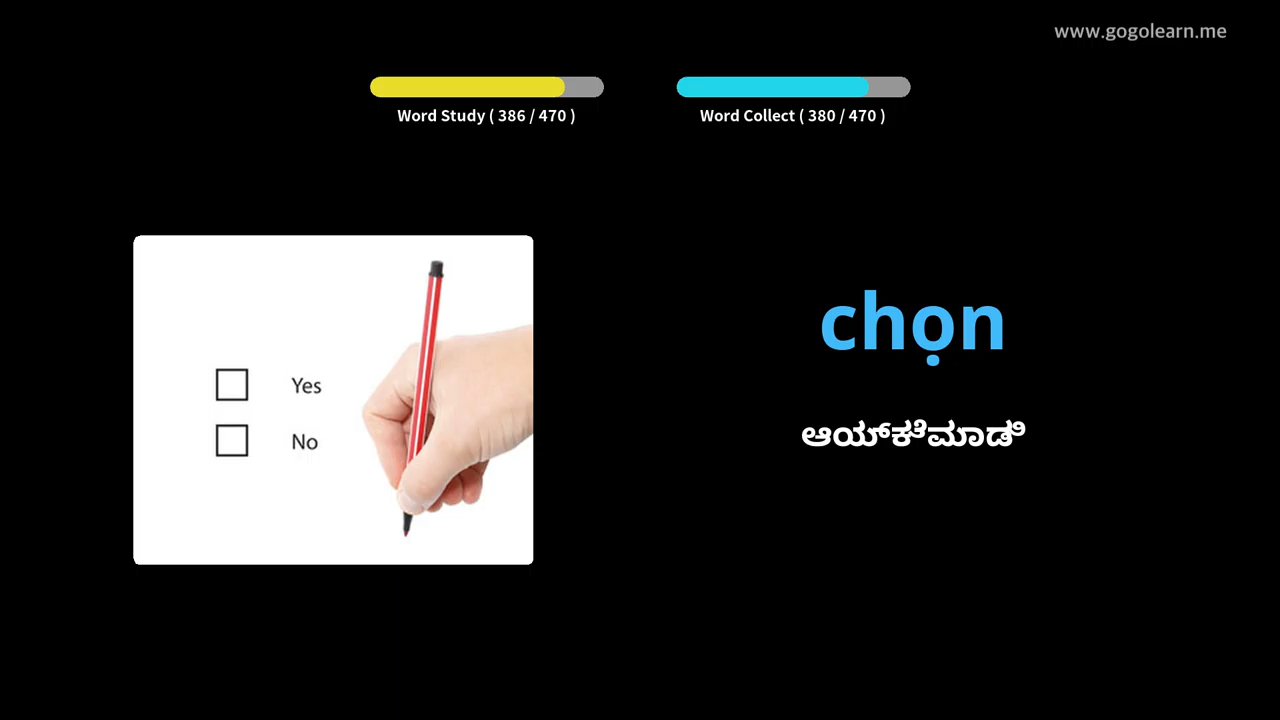 www.gogolearn.me
Word Study ( 386 / 470 )
Word Collect ( 380 / 470 )
Yes
No
chọn
ಆಯ್ಕೆಮಾಡಿ